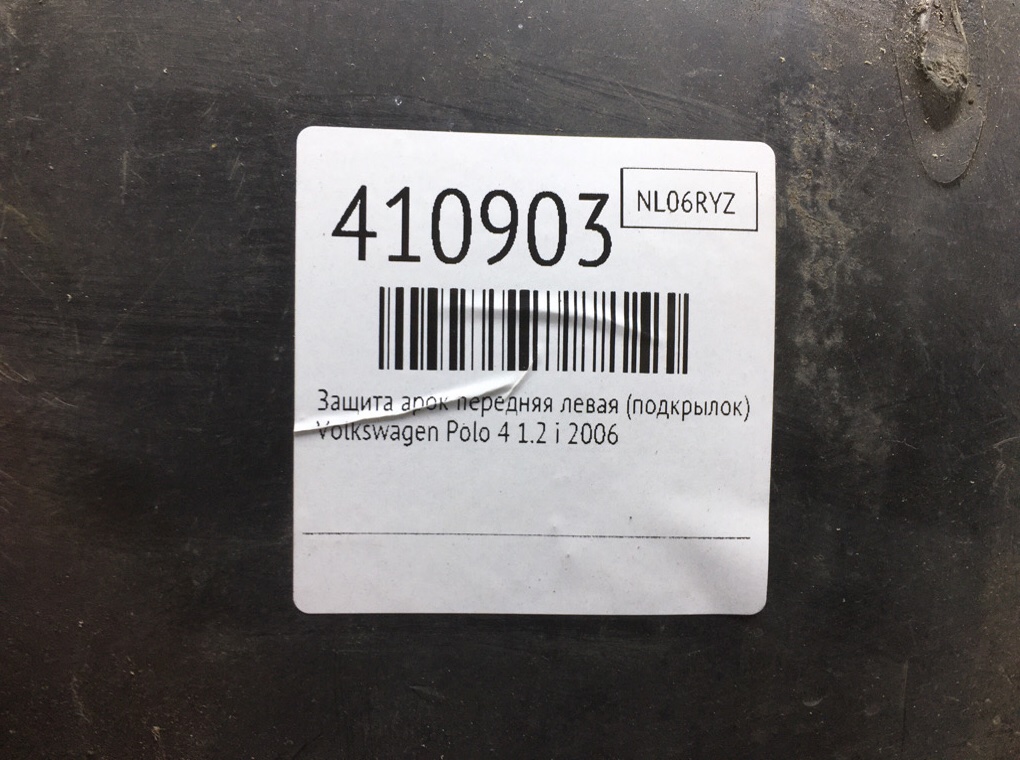 410903
NL06RYZ
Защита арок передняя левая (подкрылок)
Volkswagen Polo 4 1.2 i 2006